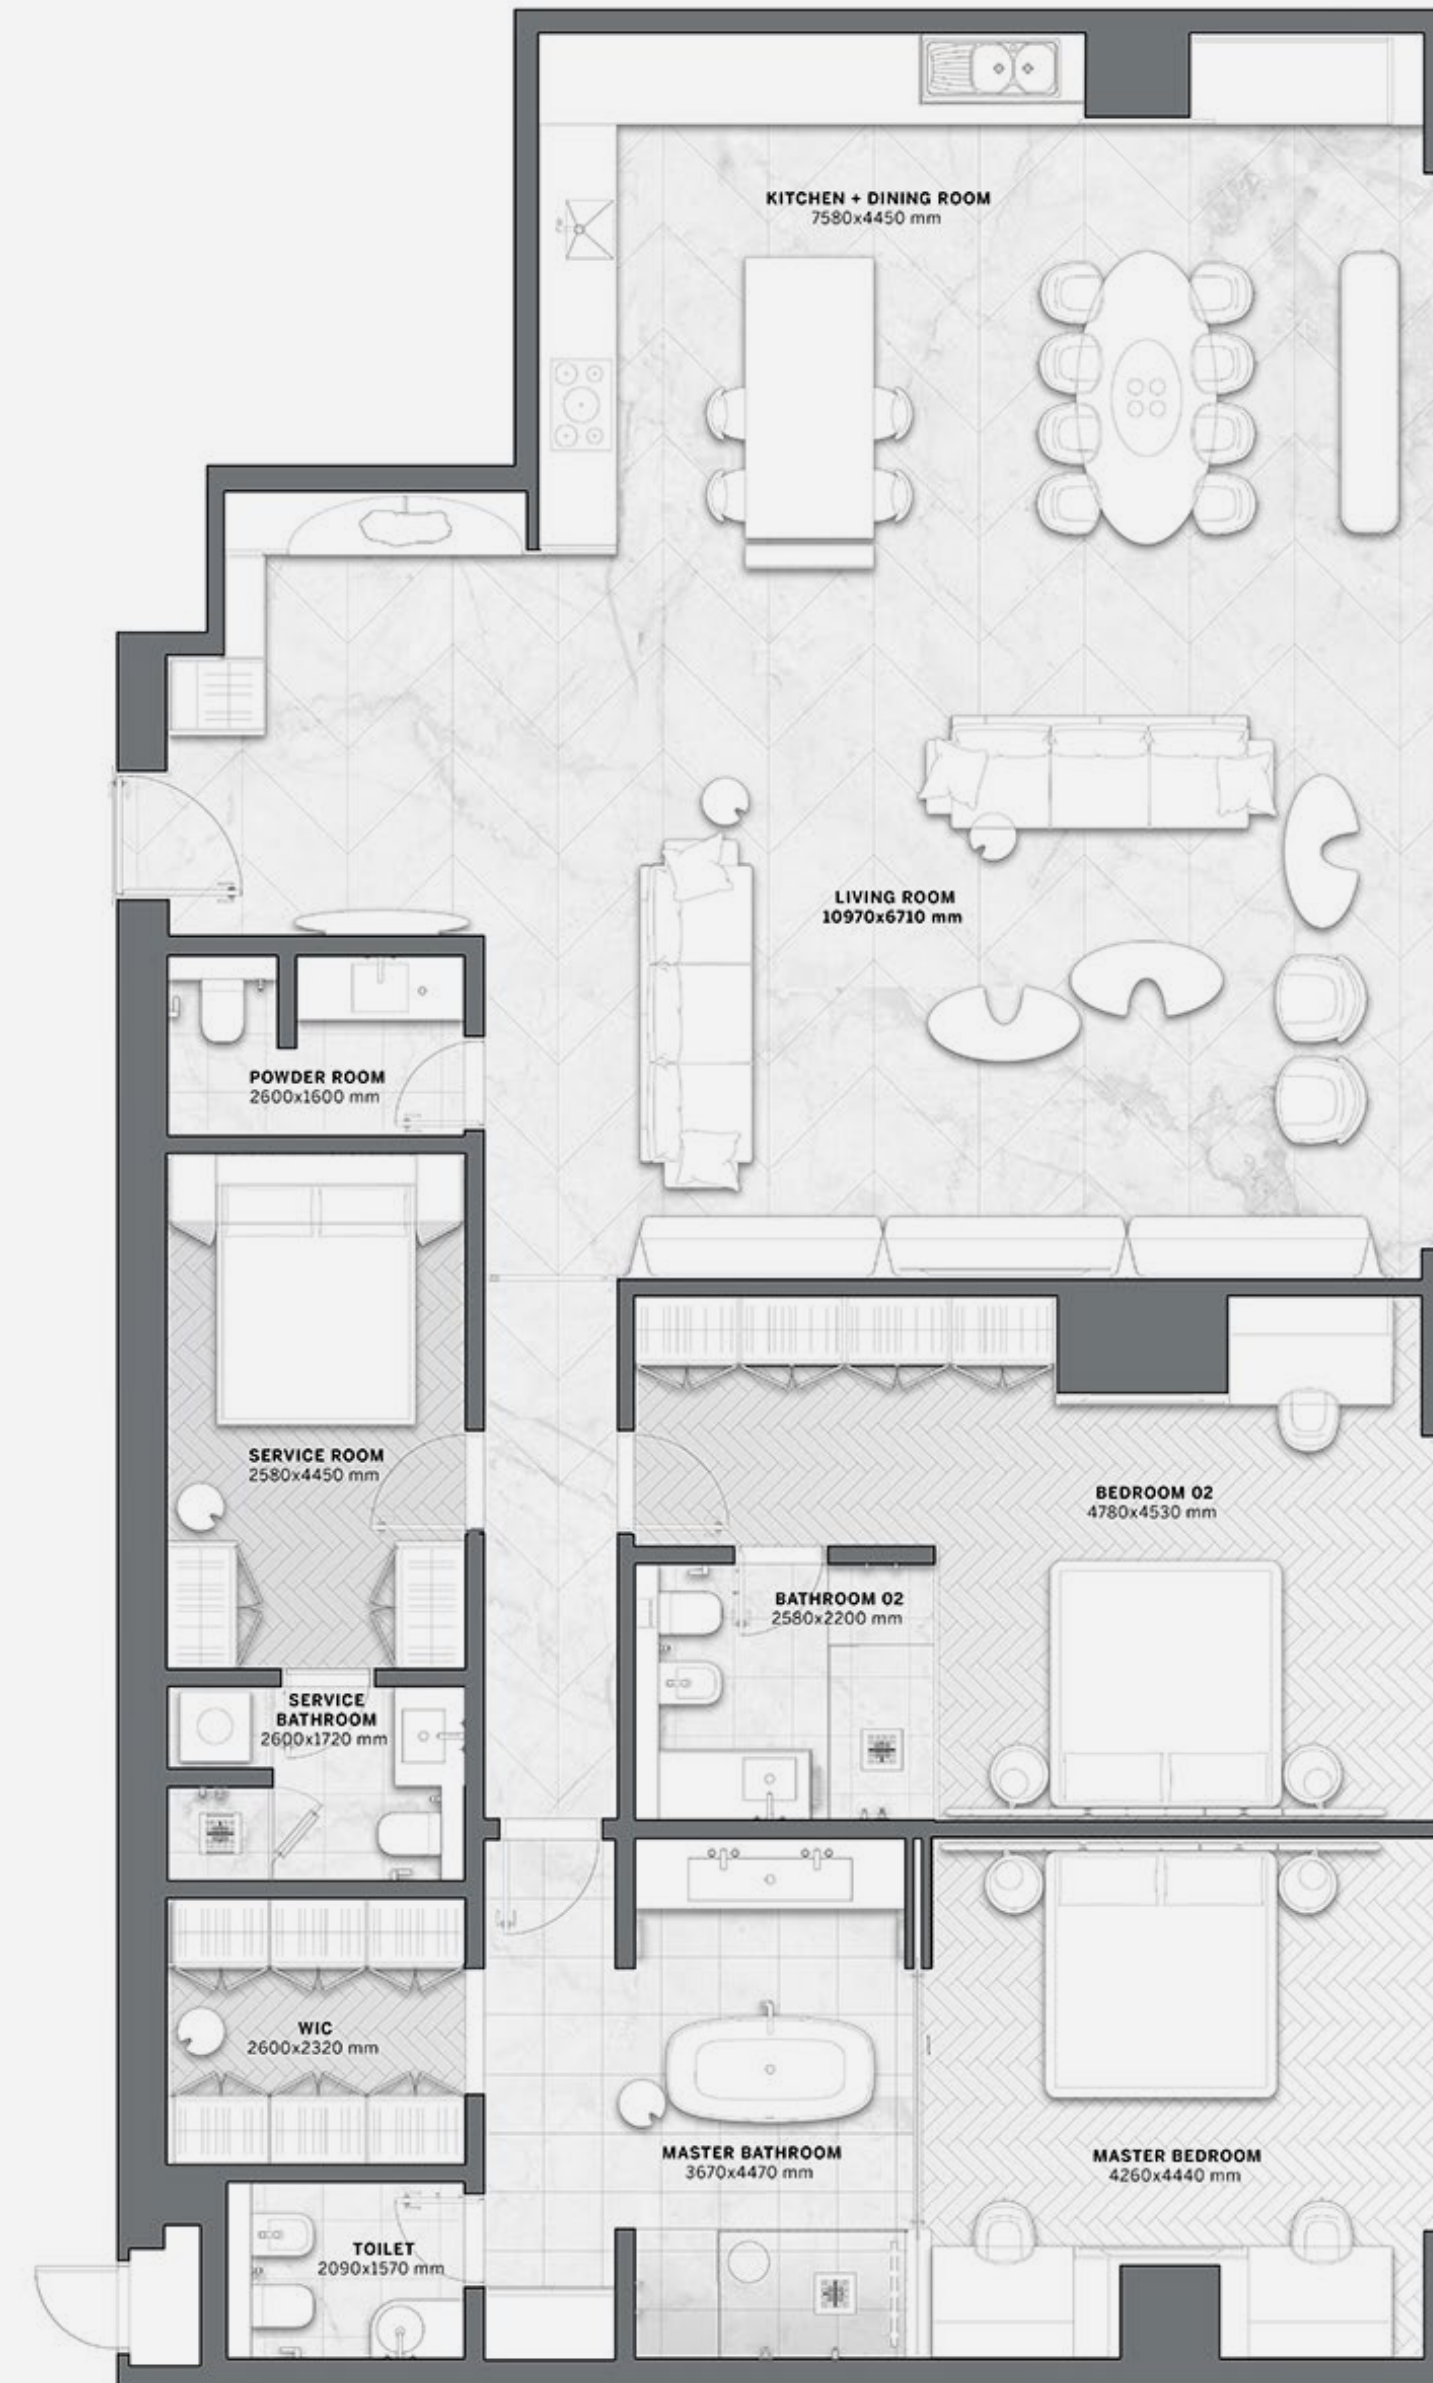 KITCHEN + DINING ROOM
7580x4450 mm
LIVING ROOM
10970x6710 mm
POWDER ROOM
2600x1600 mm
SERVICE ROOM
2580x4450 mm
BEDROOM 02
4780x4530 mm
BATHROOM 02
2580x2200 mm
SERVICE
BATHROOM
2600x1720 mm
WIC
2600x2320 mm
MASTER BATHROOM
3670x4470 mm
MASTER BEDROOM
4260x4440 mm
TOILET
2090x1570 mm